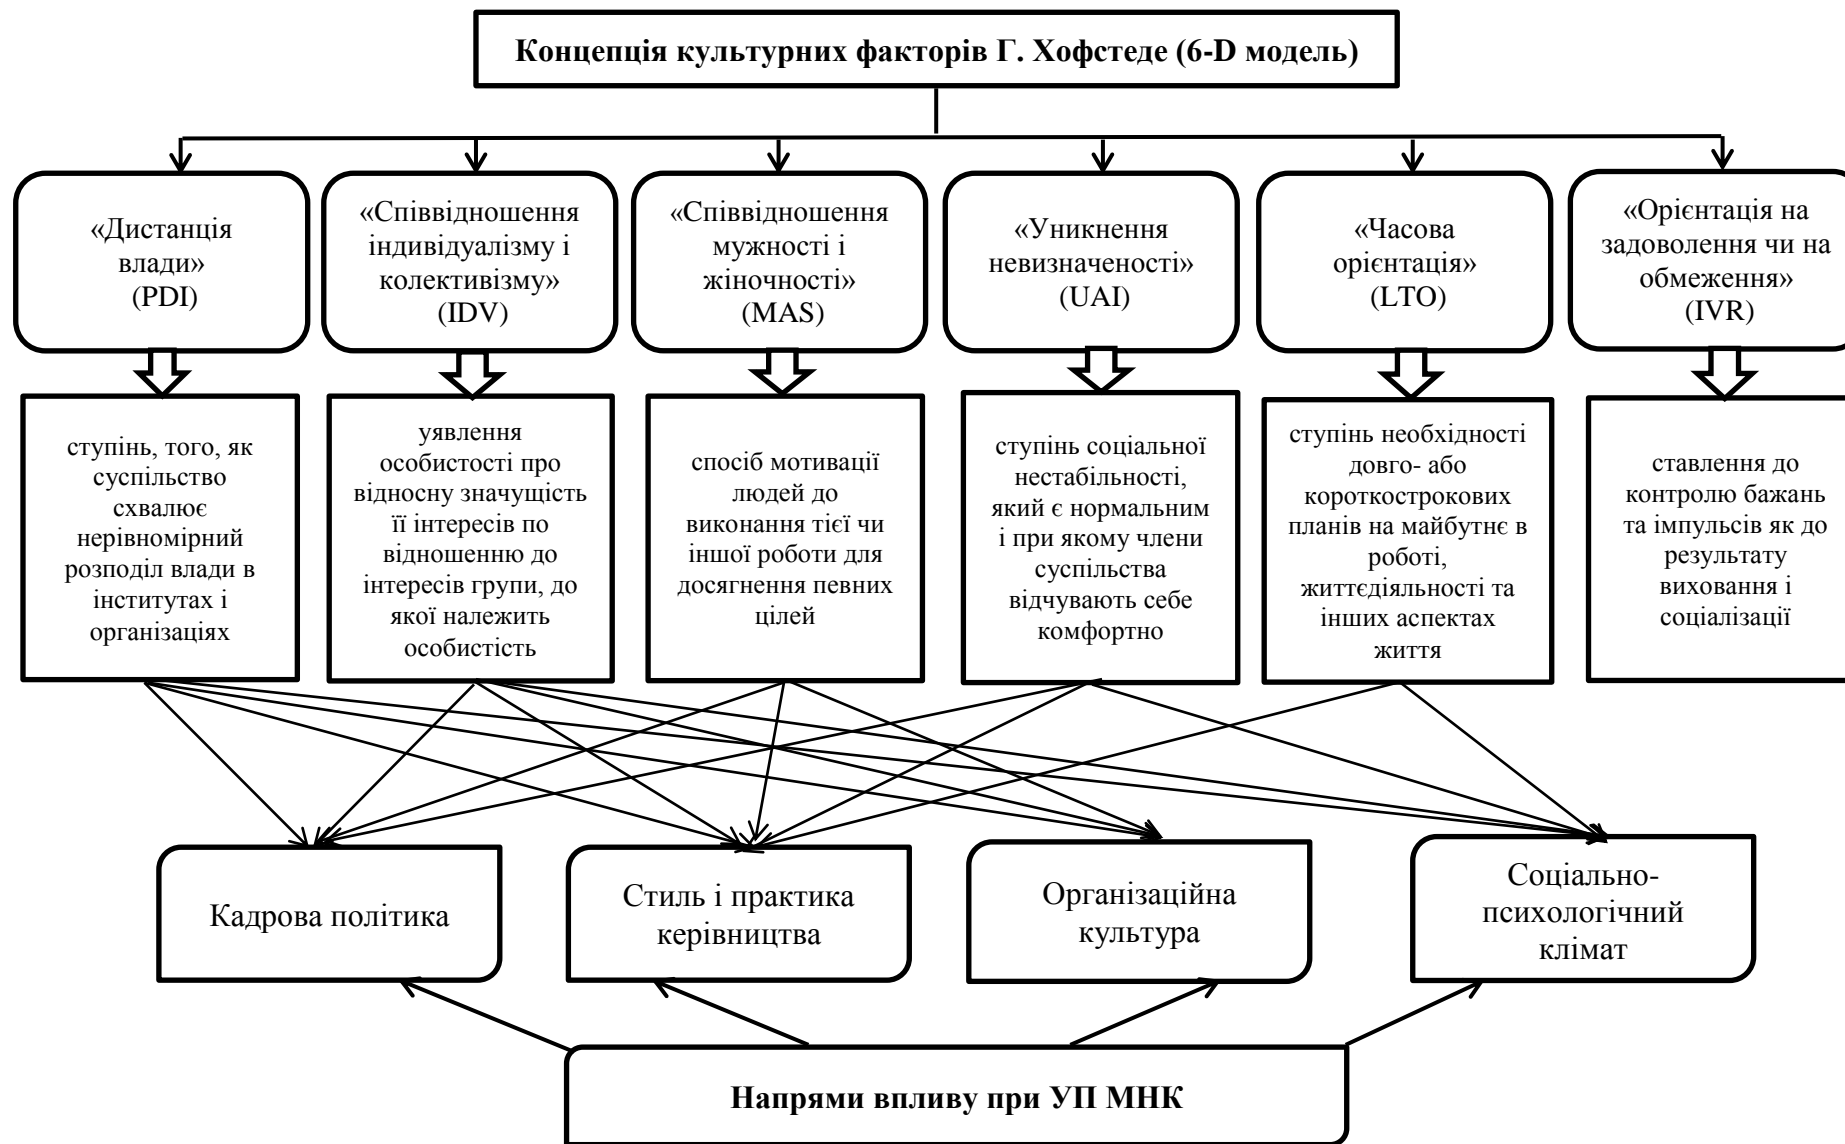 Концепція культурних факторів Г. Хофстеде (6-D модель)
«Дистанція
влади»
(PDI)
«Співвідношення
індивідуалізму і
колективізму»
(IDV)
«Співвідношення
мужності і
жіночності»
(MAS)
«Уникнення
невизначеності»
(UAI)
«Часова
орієнтація»
(LTO)
«Орієнтація на
задоволення чи на
обмеження»
(IVR)
ступінь, того, як
суспільство
схвалює
нерівномірний
розподіл влади в
інститутах і
організаціях
уявлення
особистості про
відносну значущість
її інтересів по
відношенню до
інтересів групи, до
якої належить
особистість
спосіб мотивації
людей до
виконання тієї чи
іншої роботи для
досягнення певних
цілей
ступінь соціальної
нестабільності,
який є нормальним
і при якому члени
суспільства
відчувають себе
комфортно
ступінь необхідності
довго- або
короткострокових
планів на майбутнє в
роботі,
життєдіяльності та
інших аспектах
життя
ставлення до
контролю бажань
та імпульсів як до
результату
виховання і
соціалізації
Кадрова політика
Стиль і практика
керівництва
Організаційна
культура
Соціально-
психологічний
клімат
Напрями впливу при УП МНК